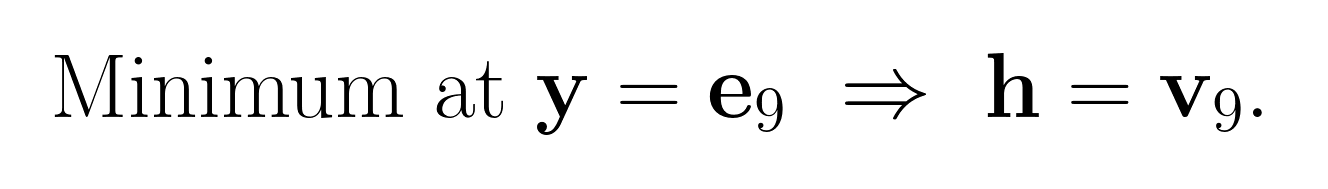 Minimum at y = e₉ ⇒ h = v₉.